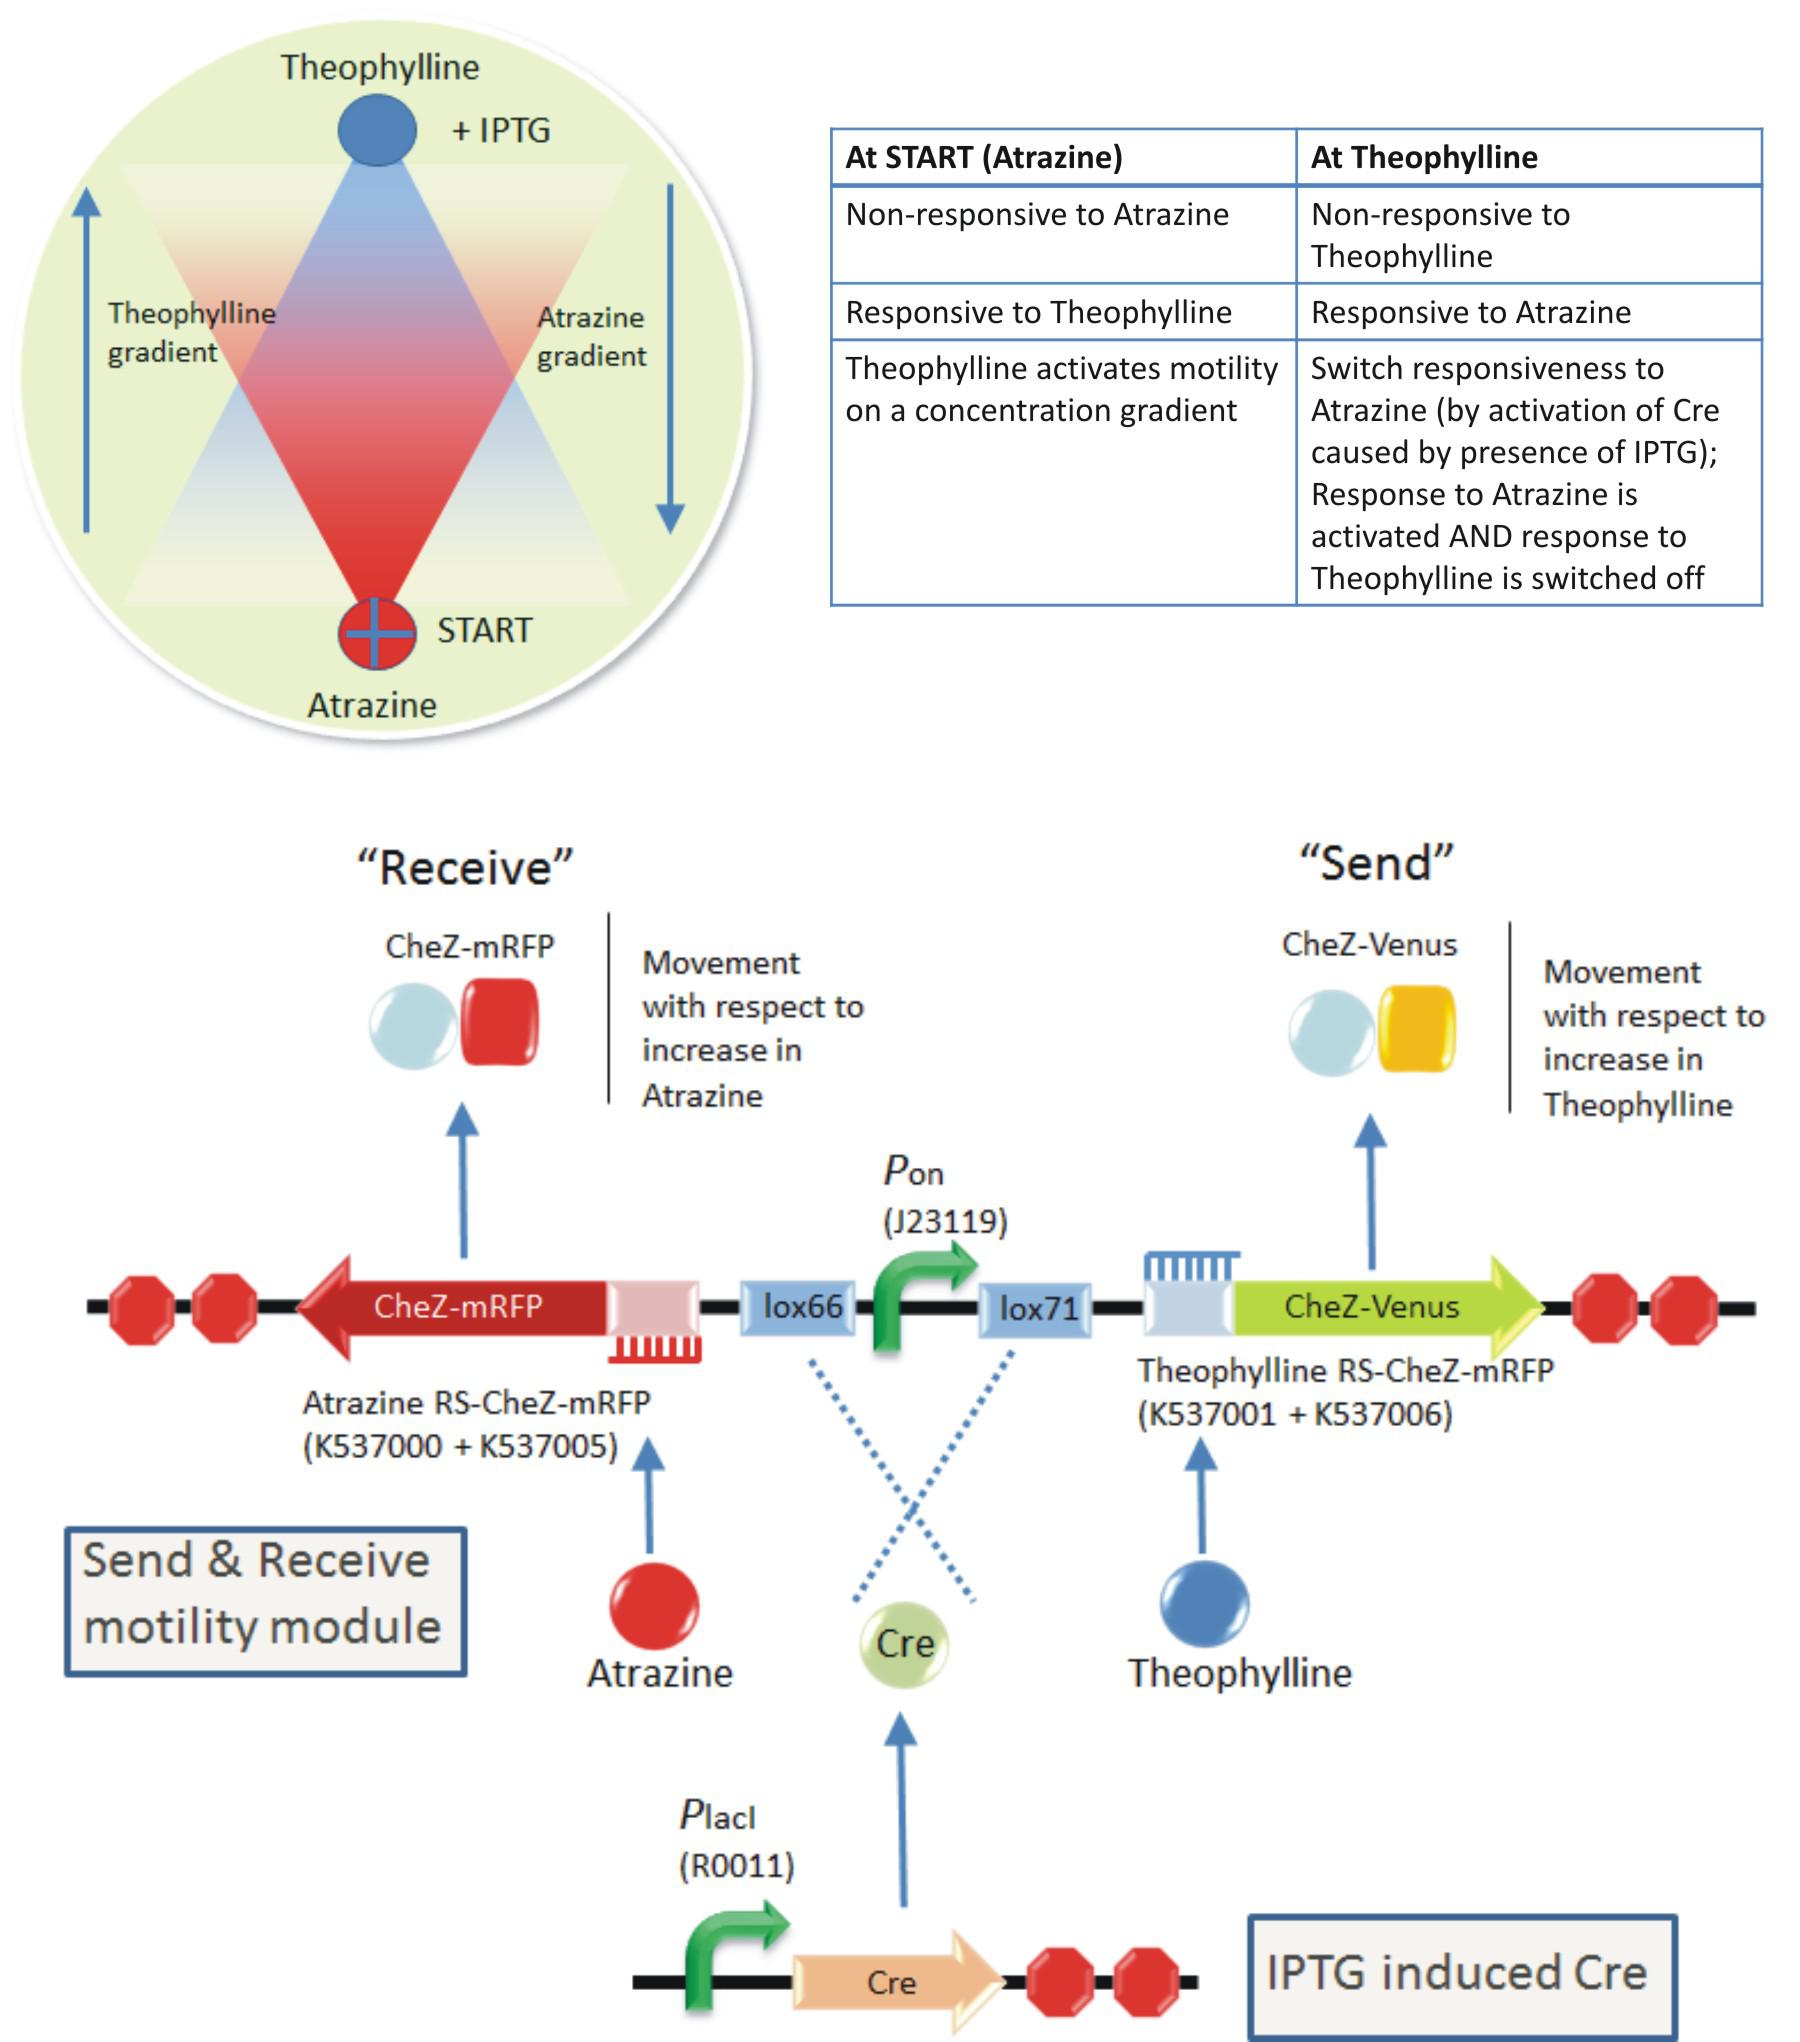 Theophylline
+ IPTG
Theophylline
gradient
Atrazine
gradient
START
Atrazine
At START (Atrazine)
At Theophylline
Non-responsive to Atrazine
Non-responsive to
Theophylline
Responsive to Theophylline
Responsive to Atrazine
Theophylline activates motility
on a concentration gradient
Switch responsiveness to
Atrazine (by activation of Cre
caused by presence of IPTG);
Response to Atrazine is
activated AND response to
Theophylline is switched off
“Receive”
CheZ-mRFP
Movement
with respect to
increase in
Atrazine
“Send”
CheZ-Venus
Movement
with respect to
increase in
Theophylline
Pon
(J23119)
CheZ-mRFP
lox66
lox71
CheZ-Venus
Atrazine RS-CheZ-mRFP
(K537000 + K537005)
Theophylline RS-CheZ-mRFP
(K537001 + K537006)
Send & Receive
motility module
Atrazine
Cre
Theophylline
PlacI
(R0011)
Cre
IPTG induced Cre